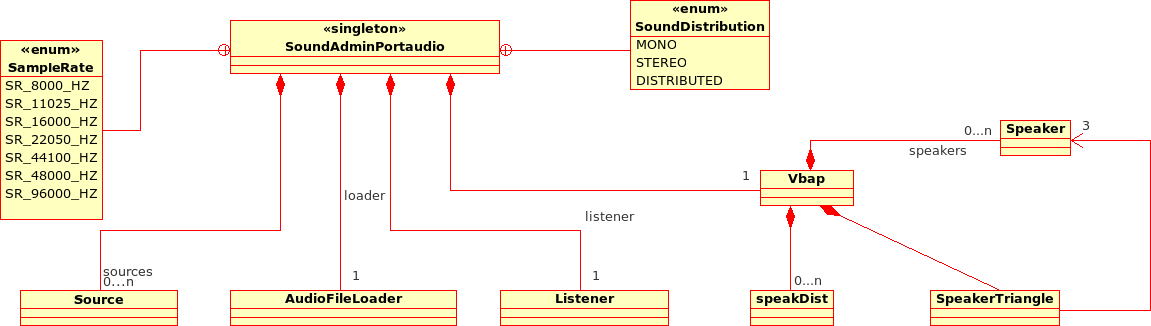 «enum»
SampleRate
SR_8000_HZ
SR_11025_HZ
SR_16000_HZ
SR_22050_HZ
SR_44100_HZ
SR_48000_HZ
SR_96000_HZ
«singleton»
SoundAdminPortaudio
«enum»
SoundDistribution
MONO
STEREO
DISTRIBUTED
0...n
speakers
Speaker
3
1
Vbap
loader
listener
sources
0...n
1
1
0...n
Source
AudioFileLoader
Listener
speakDist
SpeakerTriangle